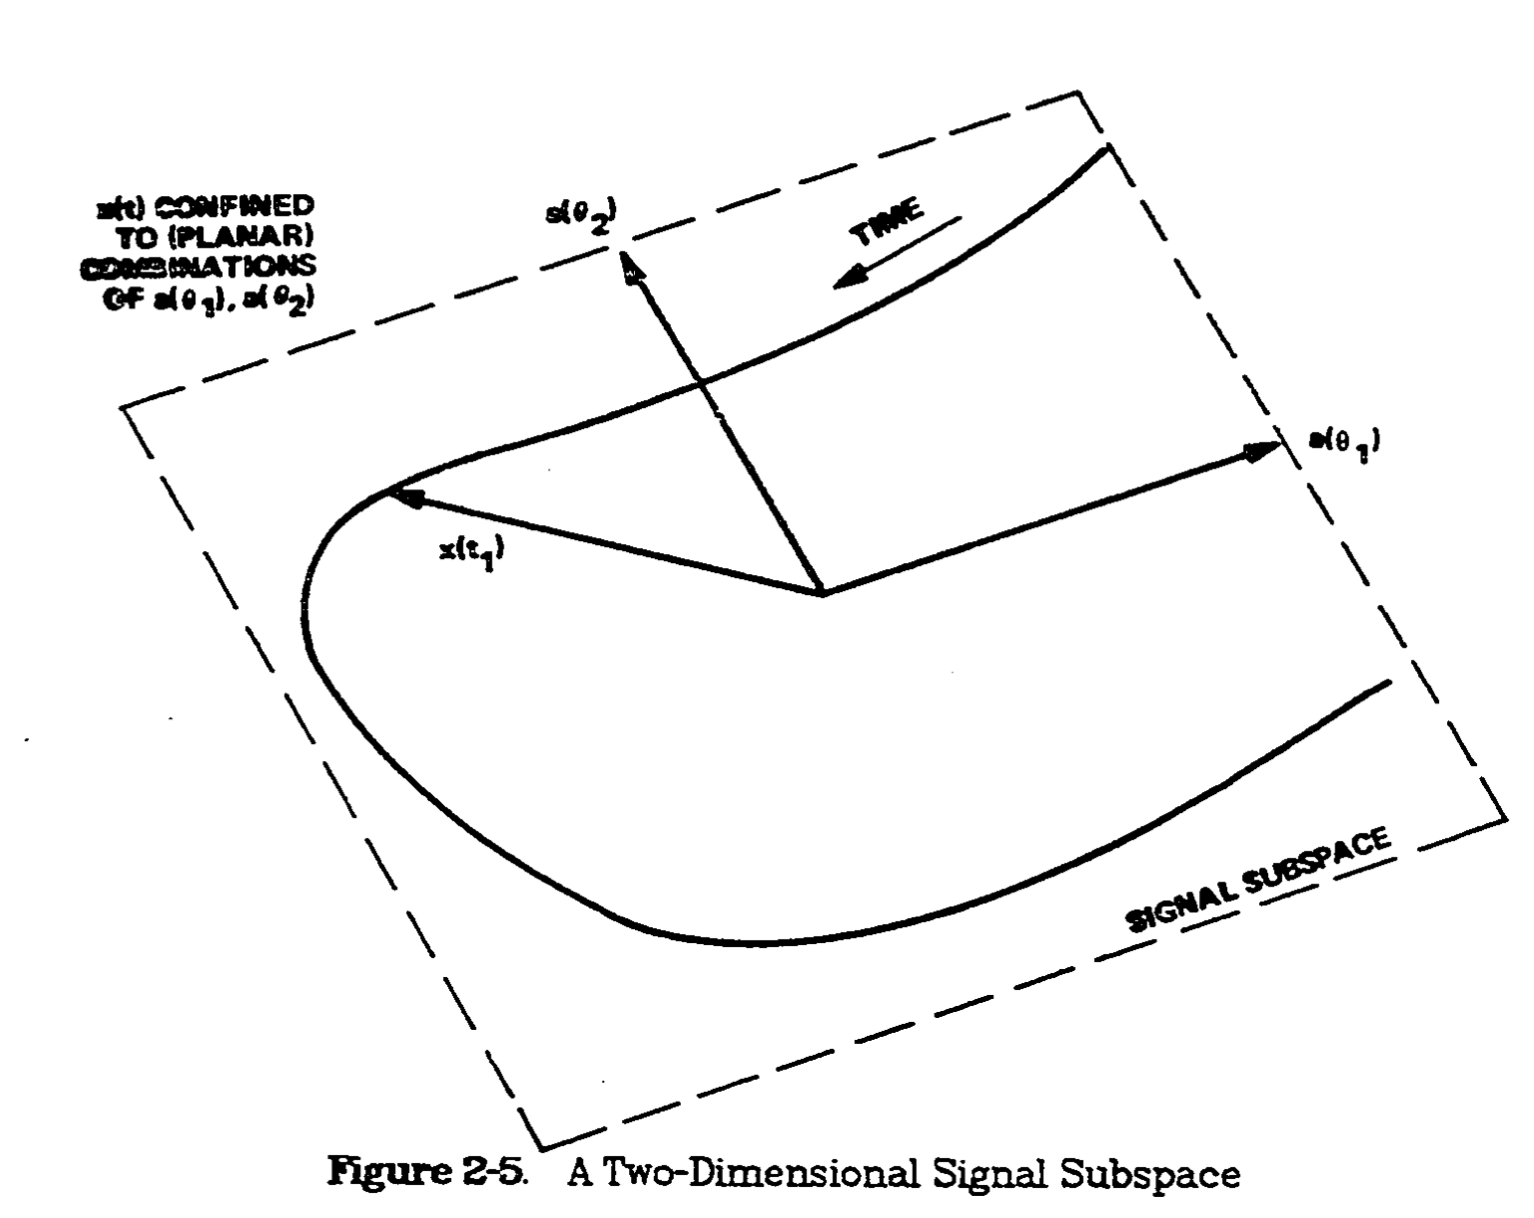 x(t) CONFINED
TO (PLANAR)
COMBINATIONS
OF a(θ1), a(θ2)
a(θ2)
TIME
a(θ1)
x(t1)
SIGNAL SUBSPACE
Figure 2-5. A Two-Dimensional Signal Subspace